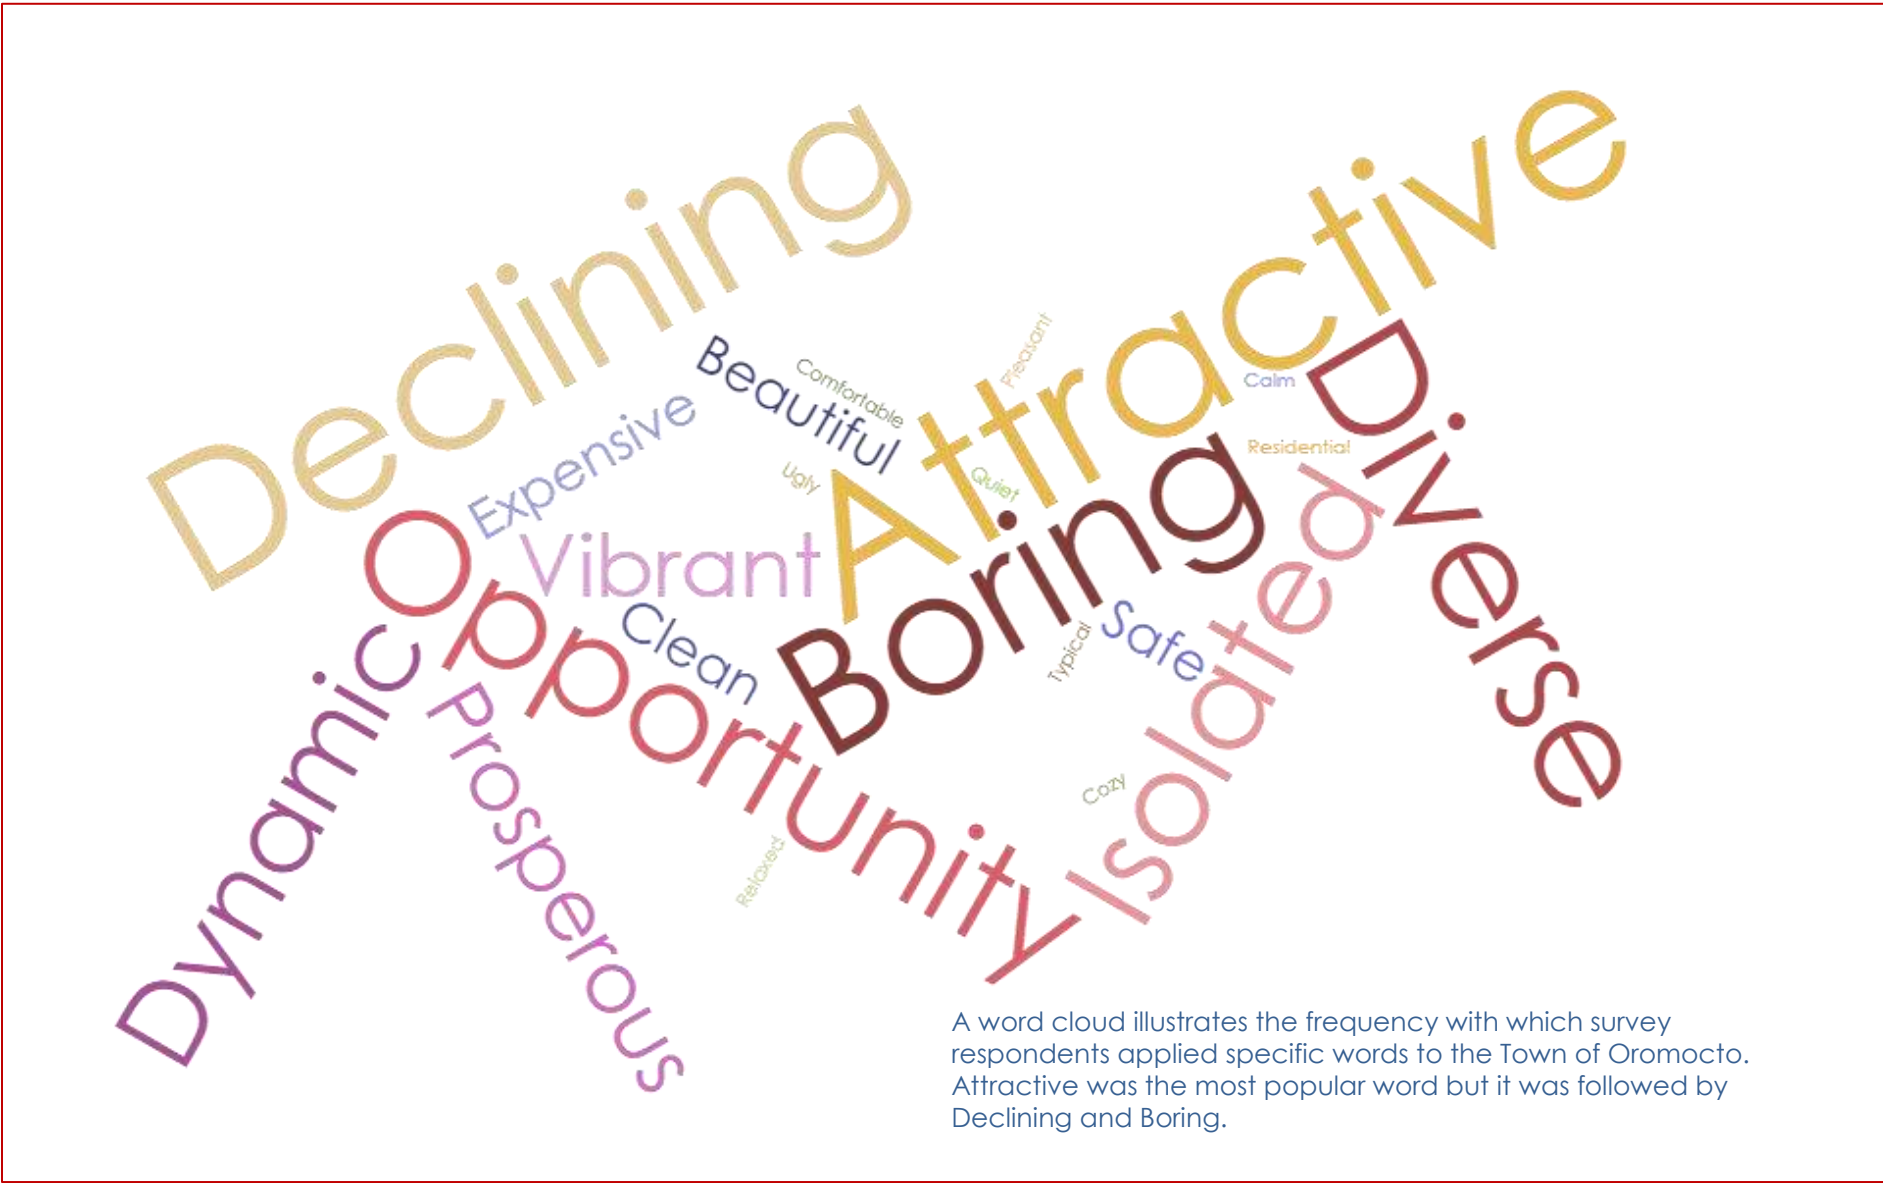 Declining
Attractive
Pleasant
Beautiful
Comfortable
Calm
Diverse
Expensive
Residential
Ugly
Quiet
Boring
Vibrant
Opportunity
Clean
Safe
Typical
Isolated
Dynamic
Prosperous
Cozy
Relaxed
A word cloud illustrates the frequency with which survey
respondents applied specific words to the Town of Oromocto.
Attractive was the most popular word but it was followed by
Declining and Boring.